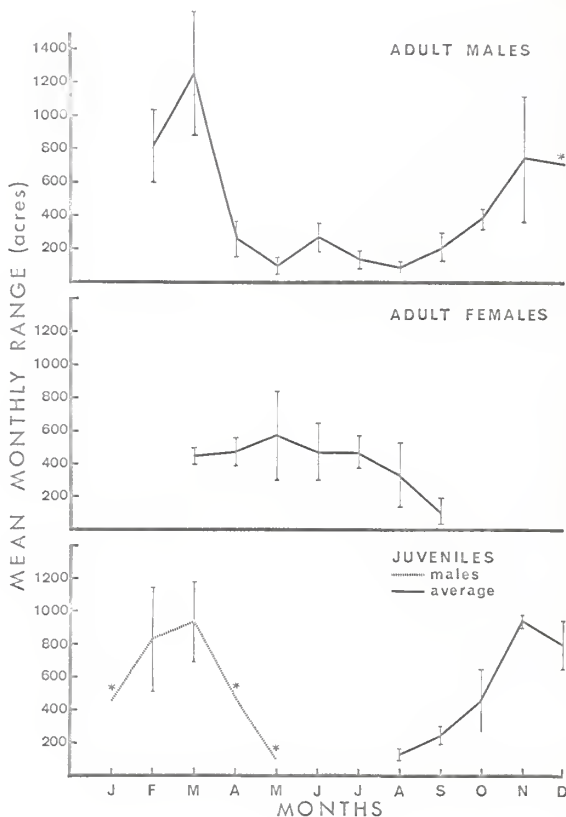 MEAN MONTHLY RANGE (acres)
ADULT MALES
1400
1200
1000
800
600
400
200
*
ADULT FEMALES
1200
1000
800
600
400
200
JUVENILES
males
average
1200
1000
800
600
400
200
*
*
*
J F M A M J J A S O N D
MONTHS